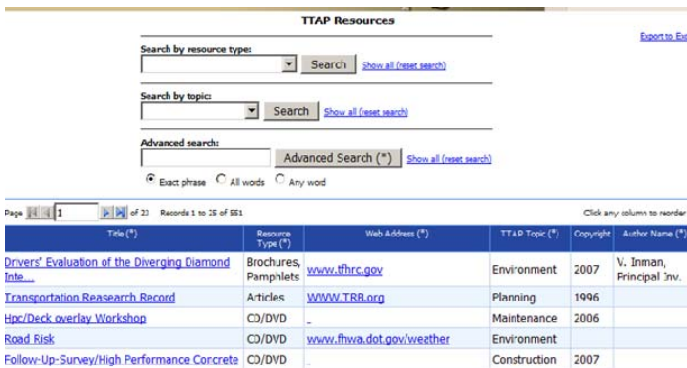 TTAP Resources
Export to Exc
Search by resource type:
Search Show all (reset search)
Search by topic:
Search Show all (reset search)
Advanced search:
Advanced Search (*) Show all (reset search)
Exact phrase All words Any word
Page 1 of 23 Records 1 to 25 of 551 Click any column to reorder
Title (*) Resource Type (*) Web Address (*) TTAP Topic (*) Copyright Author Name (*)
Drivers' Evaluation of the Diverging Diamond Inte... Brochures, Pamphlets www.tfhrc.gov Environment 2007 V. Inman, Principal Inv.
Transportation Reasearch Record Articles WWW.TRB.org Planning 1996
Hpc/Deck overlay Workshop CD/DVD Maintenance 2006
Road Risk CD/DVD www.fhwa.dot.gov/weather Environment
Follow-Up-Survey/High Performance Concrete CD/DVD Construction 2007